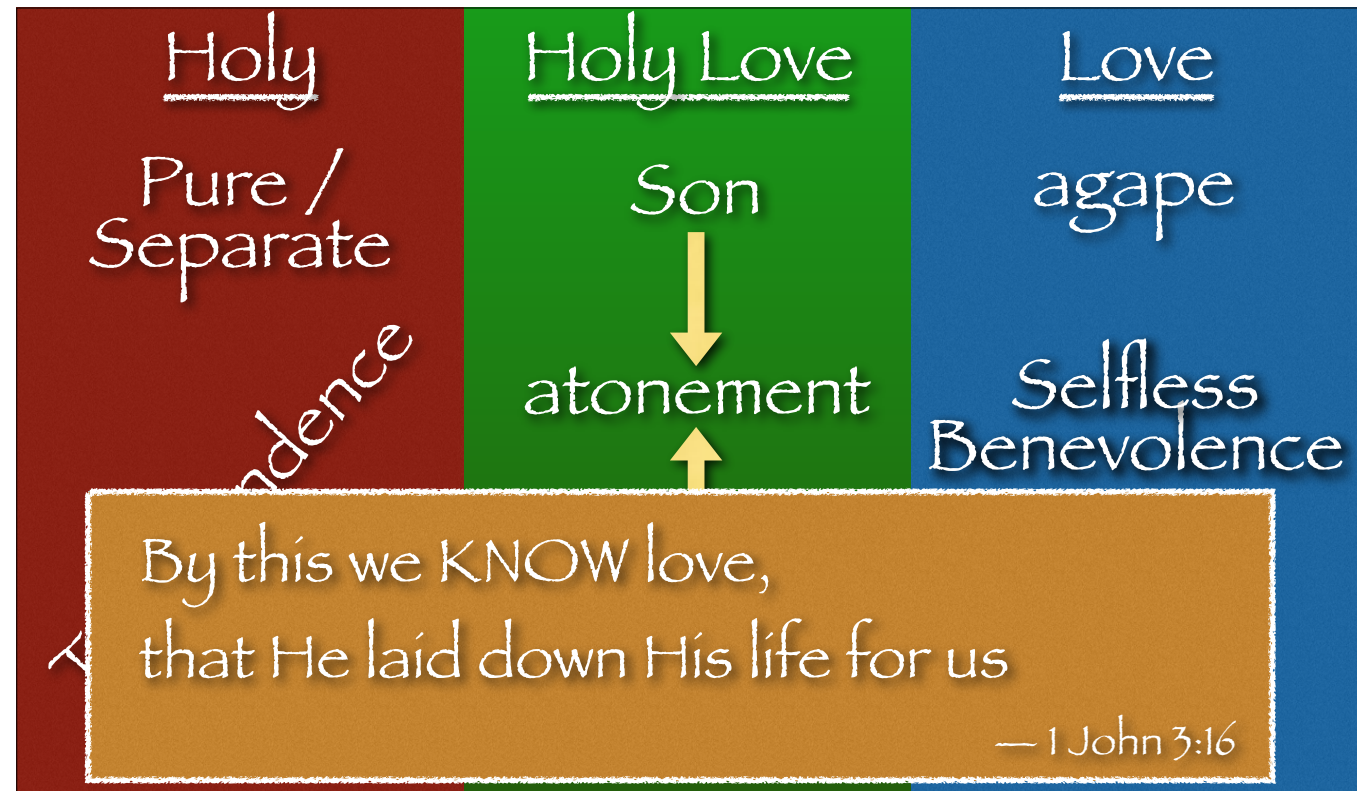 Holy
Pure /
Separate
ndence
Holy Love
Son
atonement
Love
agape
Selfless
Benevolence
By this we KNOW love,
that He laid down His life for us
— 1 John 3:16